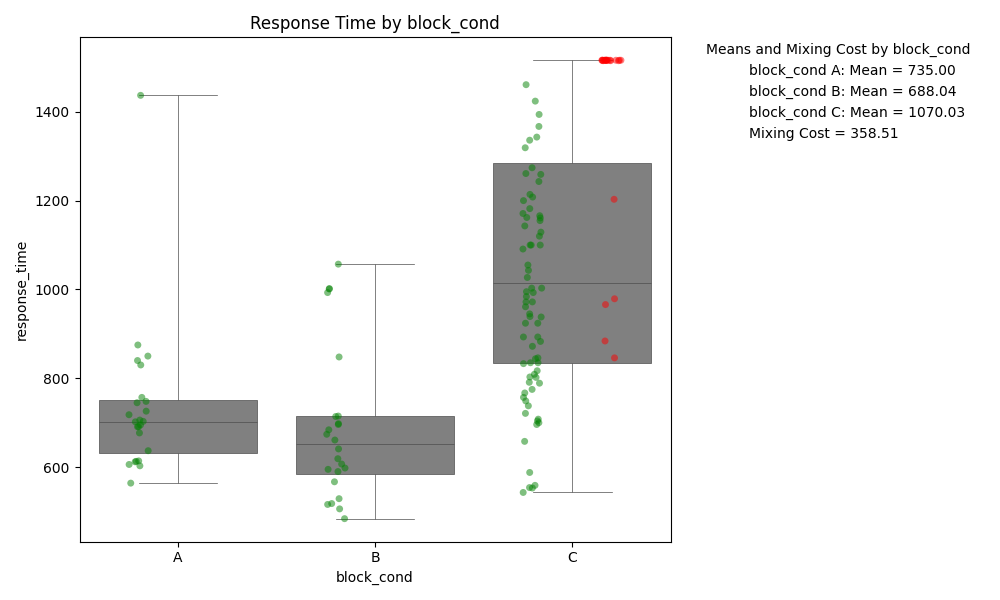 Response Time by block_cond
Means and Mixing Cost by block_cond
block_cond A: Mean = 735.00
block_cond B: Mean = 688.04
block_cond C: Mean = 1070.03
Mixing Cost = 358.51
response_time
1400
1200
1000
800
600
A
B
C
block_cond